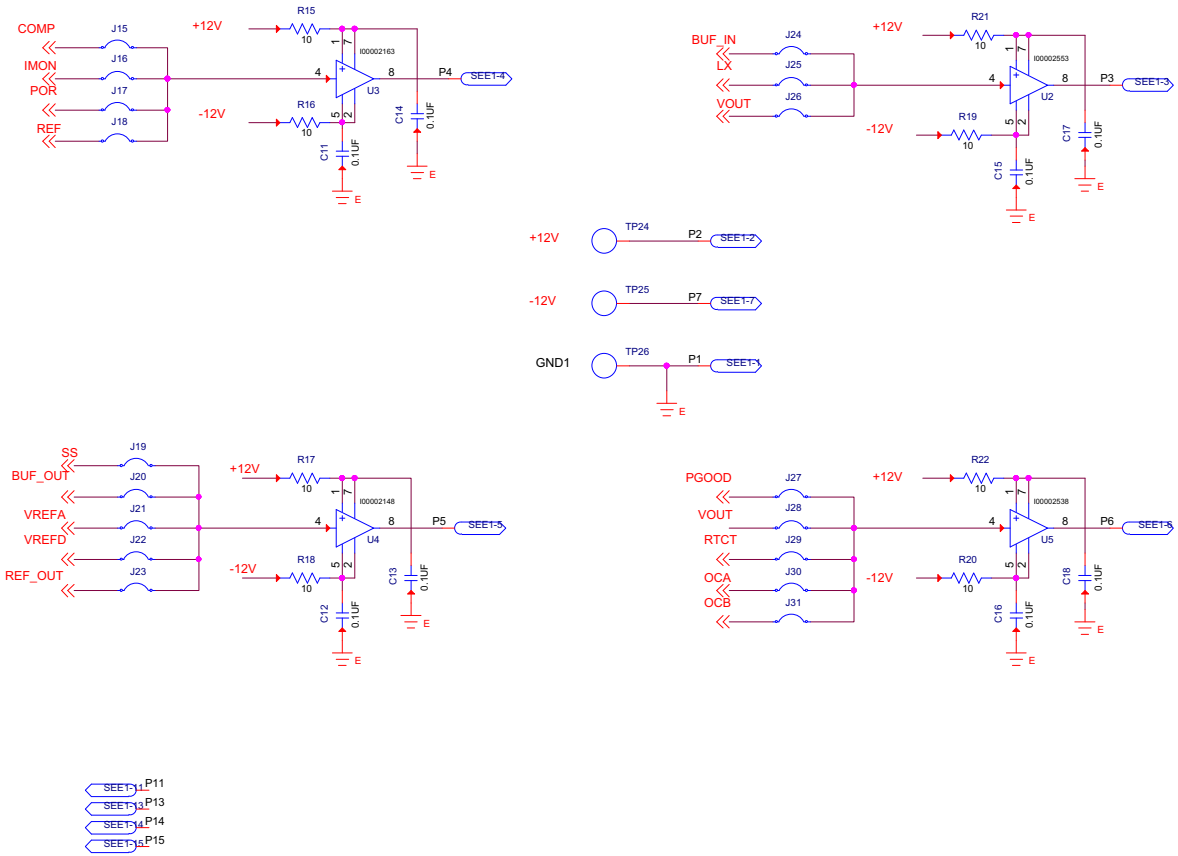 COMP
J15
+12V
R15
10
1
7
I00002163
IMON
J16
4
8
P4
SEE1-4
POR
J17
U3
REF
J18
-12V
R16
10
5
2
C14
0.1UF
C11
0.1UF
E
E
BUF_IN
J24
+12V
R21
10
1
7
I00002553
LX
J25
4
8
P3
SEE1-3
VOUT
J26
U2
-12V
R19
10
5
2
C17
0.1UF
C15
0.1UF
E
E
+12V
TP24
P2
SEE1-2
-12V
TP25
P7
SEE1-7
GND1
TP26
P1
SEE1-1
E
SS
J19
+12V
R17
10
1
7
I00002148
BUF_OUT
J20
VREFA
J21
4
8
P5
SEE1-5
U4
VREFD
J22
REF_OUT
J23
-12V
R18
10
5
2
C13
0.1UF
C12
0.1UF
E
E
PGOOD
J27
+12V
R22
10
1
7
I00002538
VOUT
J28
4
8
P6
SEE1-6
U5
RTCT
J29
OCA
J30
OCB
J31
-12V
R20
10
5
2
C18
0.1UF
C16
0.1UF
E
E
SEE1-11
P11
SEE1-13
P13
SEE1-14
P14
SEE1-15
P15